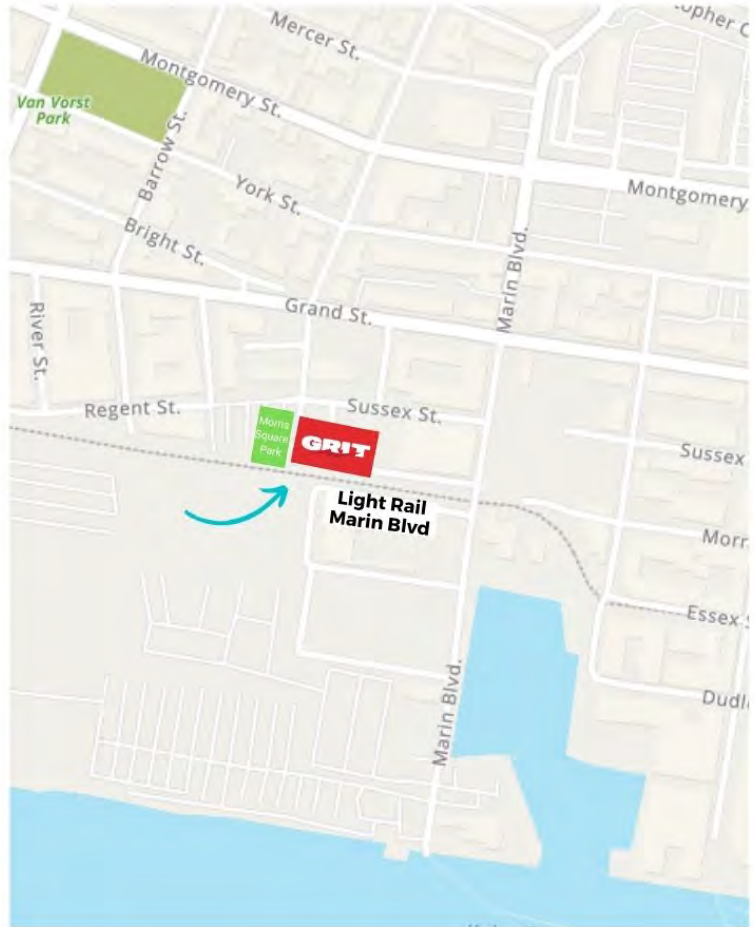 Mercer St.
Montgomery St.
Van Vorst
Park
Barrow St.
York St.
Montgomery
Bright St.
Marin Blvd.
Grand St.
River St.
Regent St.
Sussex St.
Morris
Square
Park
GRIT
Sussex
Light Rail
Marin Blvd
Morr
Essex S
Dudl
Marin Blvd.